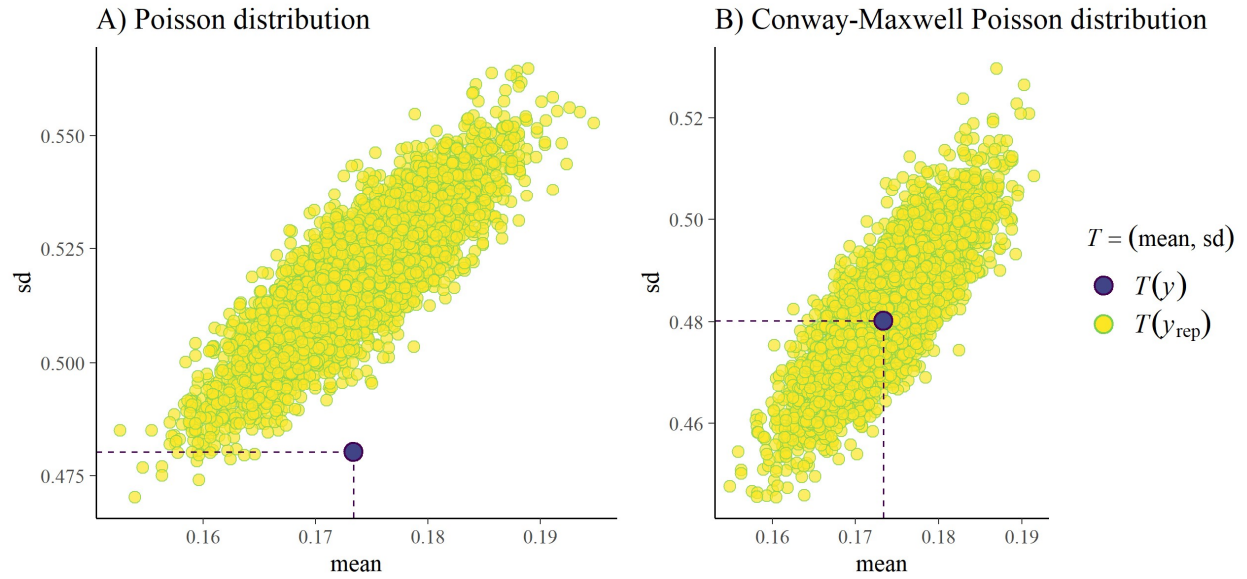 A) Poisson distribution
0.550
0.525
0.500
0.475
sd
0.16
0.17
0.18
0.19
mean
B) Conway-Maxwell Poisson distribution
0.52
0.50
0.48
0.46
sd
0.16
0.17
0.18
0.19
mean
T = (mean, sd)
T(y)
T(yrep)